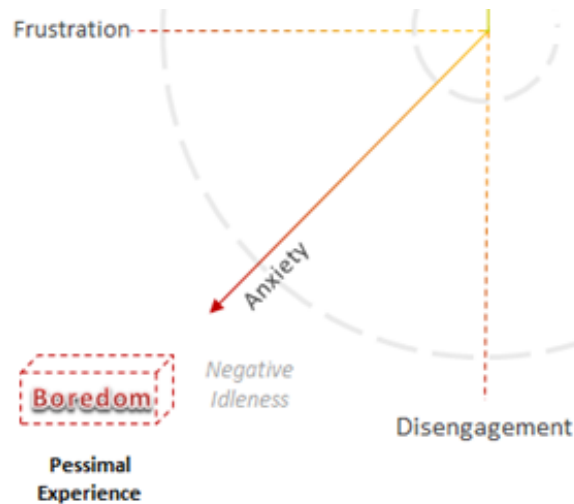 Frustration
Anxiety
Negative
Idleness
Boredom
Disengagement
Pessimal
Experience